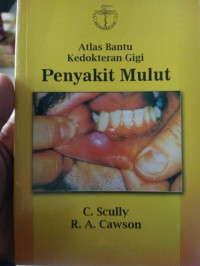 Atlas Bantu
Kedokteran Gigi
Penyakit Mulut
C. Scully
R. A. Cawson